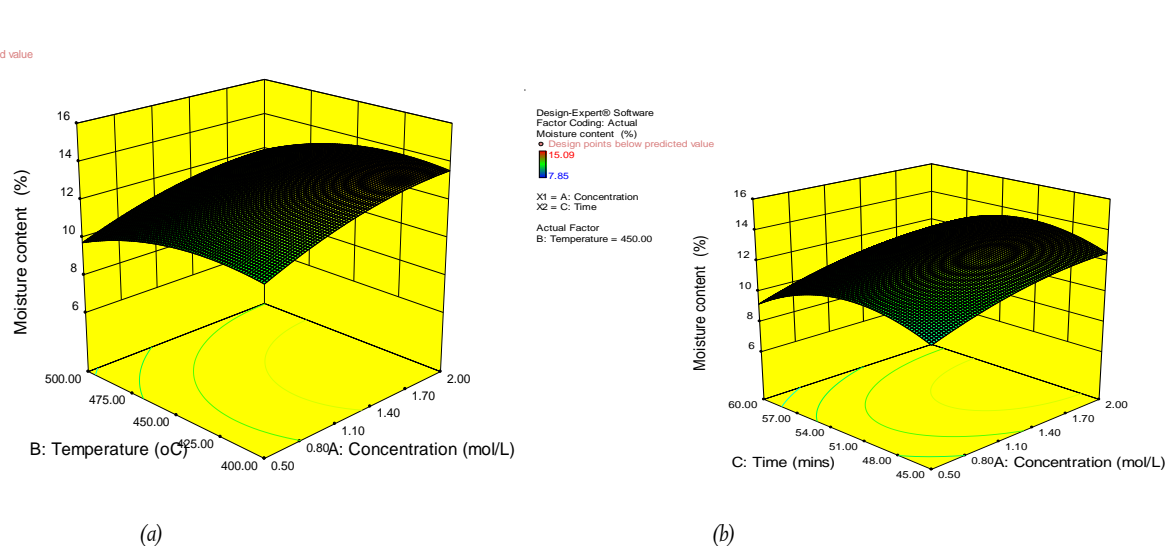 d value
16
14
12
10
8
6
Moisture content (%)
500.00
475.00
450.00
425.00
400.00
0.50
0.80
1.10
1.40
1.70
2.00
B: Temperature (oC)
A: Concentration (mol/L)
(a)
Design-Expert® Software
Factor Coding: Actual
Moisture content (%)
Design points below predicted value
15.09
7.85
X1 = A: Concentration
X2 = C: Time
Actual Factor
B: Temperature = 450.00
16
14
12
10
8
6
Moisture content (%)
60.00
57.00
54.00
51.00
48.00
45.00
0.50
0.80
1.10
1.40
1.70
2.00
C: Time (mins)
A: Concentration (mol/L)
(b)